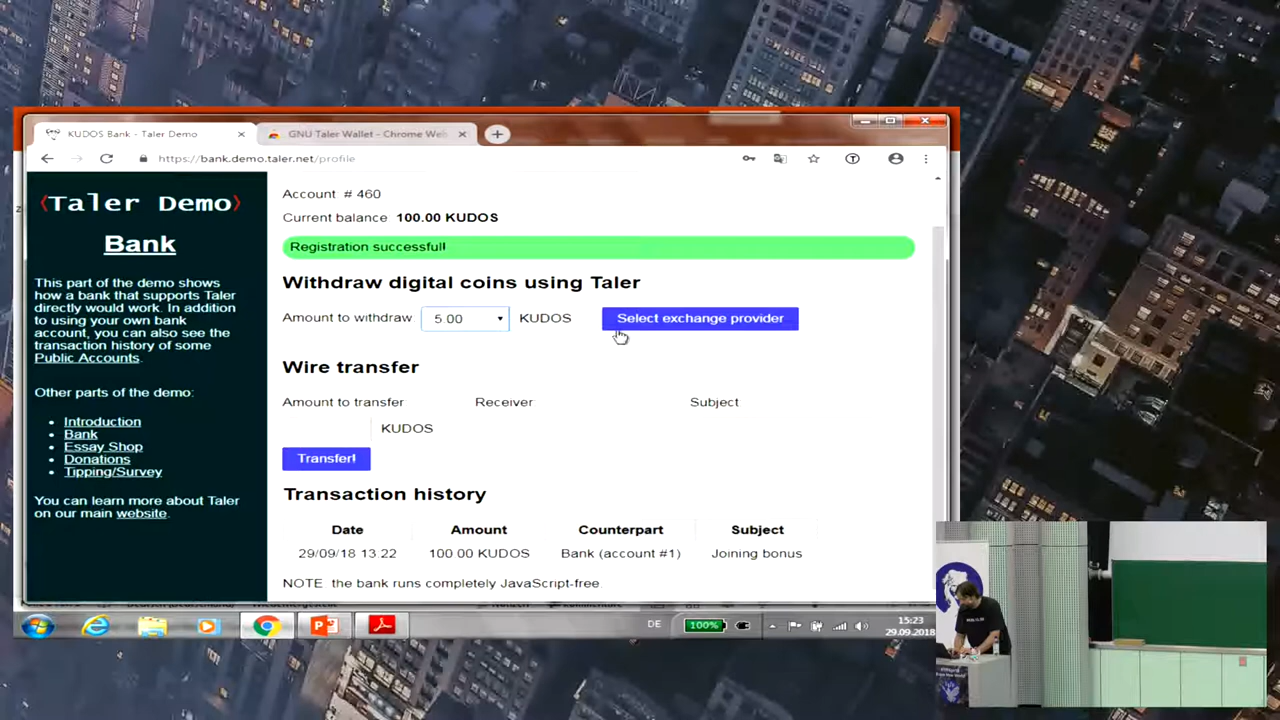 KUDOS Bank - Taler Demo
GNU Taler Wallet - Chrome Web
https://bank.demo.taler.net/profile
Taler Demo
Bank
This part of the demo shows
how a bank that supports Taler
directly would work. In addition
to using your own bank
account, you can also see the
transaction history of some
Public Accounts.
Other parts of the demo:
Introduction
Bank
Essay Shop
Donations
Tipping/Survey
You can learn more about Taler
on our main website.
Account # 460
Current balance 100.00 KUDOS
Registration successful!
Withdraw digital coins using Taler
Amount to withdraw 5 00 KUDOS Select exchange provider
Wire transfer
Amount to transfer Receiver Subject
KUDOS
Transfer!
Transaction history
Date Amount Counterpart Subject
29/09/18 13.22 100 00 KUDOS Bank (account #1) Joining bonus
NOTE the bank runs completely JavaScript-free
DE 100% 15:23
29.09.2018